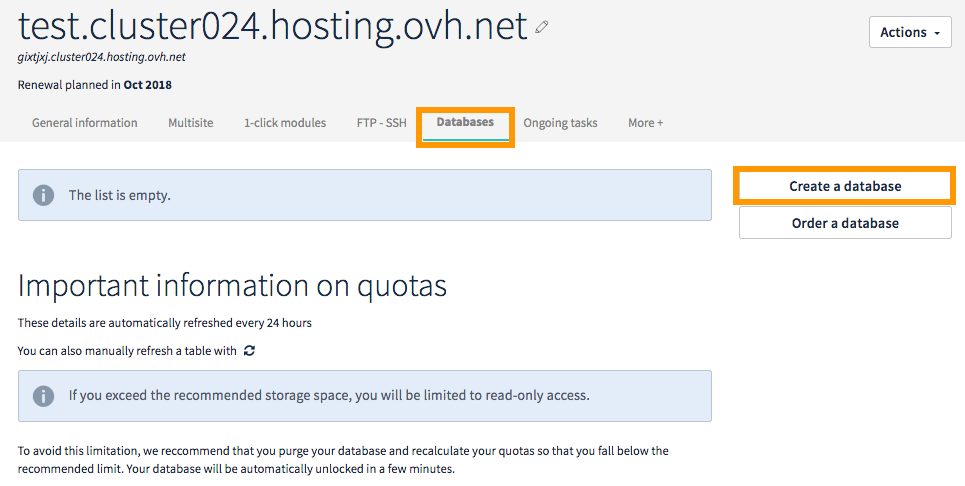 test.cluster024.hosting.ovh.net
Actions
gixtjxj.cluster024.hosting.ovh.net
Renewal planned in Oct 2018
General information Multisite 1-click modules FTP - SSH Databases Ongoing tasks More +
The list is empty.
Create a database
Order a database
Important information on quotas
These details are automatically refreshed every 24 hours
You can also manually refresh a table with
If you exceed the recommended storage space, you will be limited to read-only access.
To avoid this limitation, we reccommend that you purge your database and recalculate your quotas so that you fall below the
recommended limit. Your database will be automatically unlocked in a few minutes.